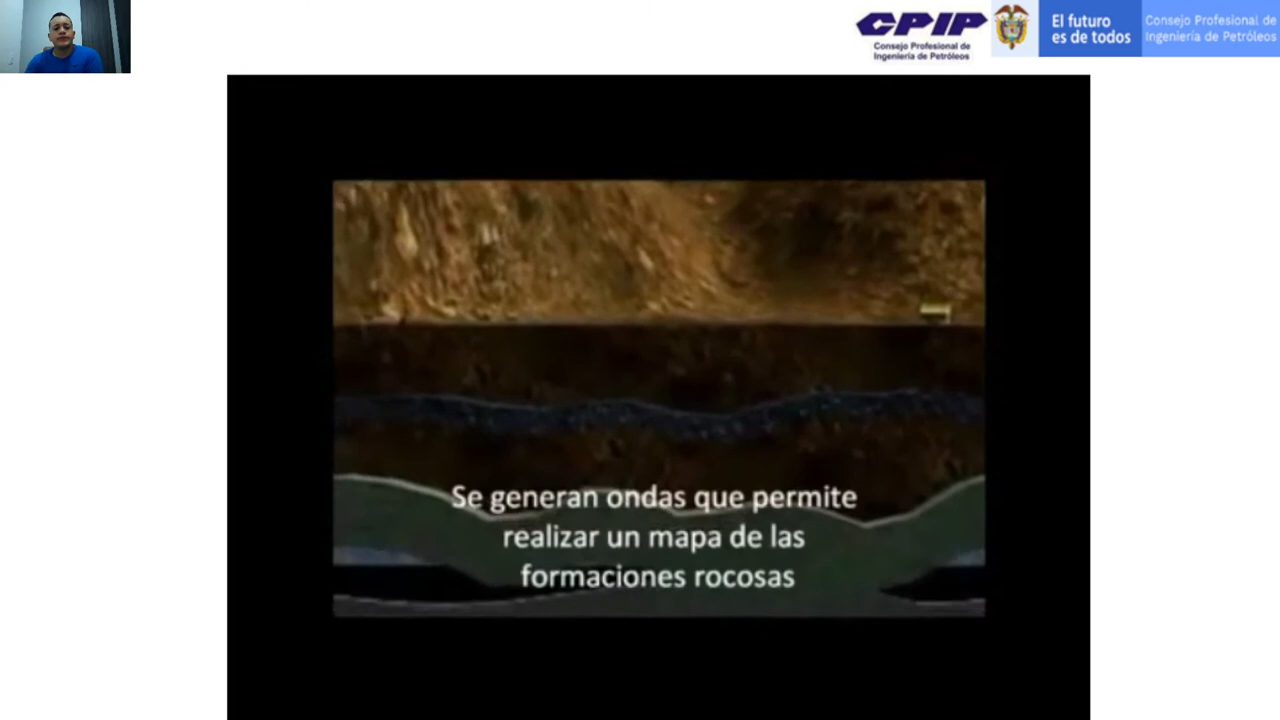 CPIP
Consejo Profesional de
Ingeniería de Petróleos
El futuro
es de todos
Consejo Profesional de
Ingeniería de Petróleos
Se generan ondas que permite
realizar un mapa de las
formaciones rocosas